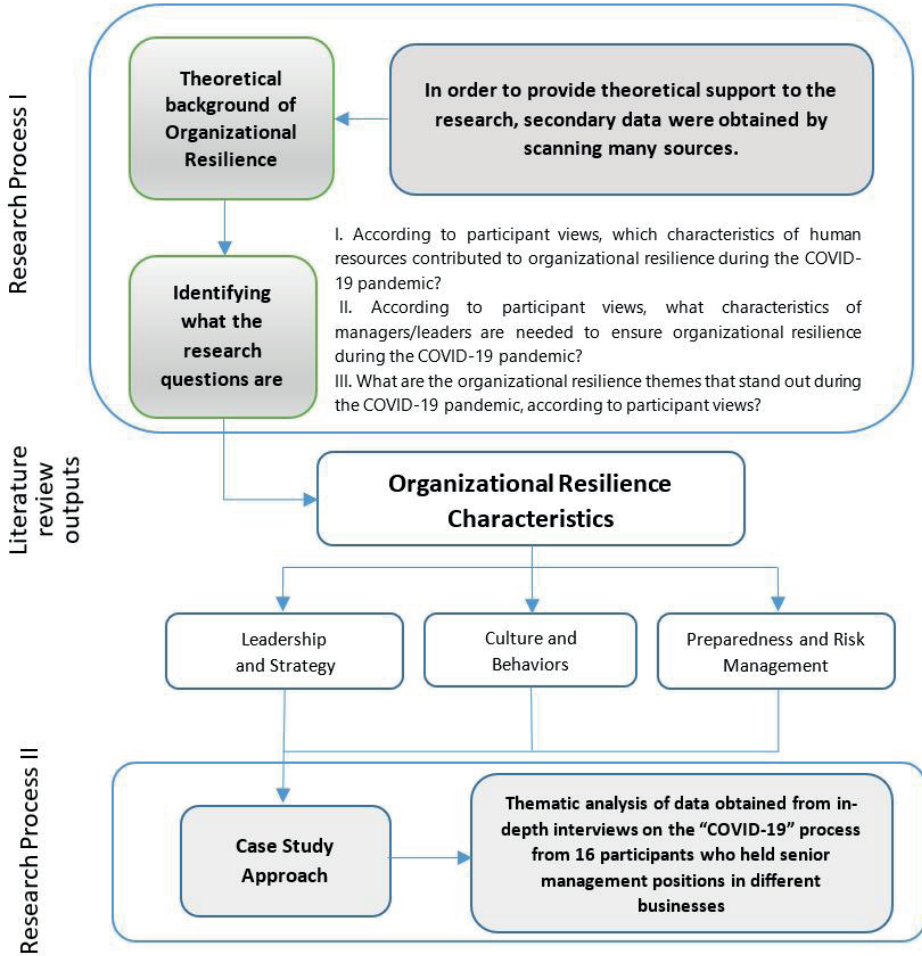 Research Process I
Theoretical
background of
Organizational
Resilience
In order to provide theoretical support to the
research, secondary data were obtained by
scanning many sources.
Identifying
what the
research
questions are
I. According to participant views, which characteristics of human
resources contributed to organizational resilience during the COVID-
19 pandemic?
II. According to participant views, what characteristics of
managers/leaders are needed to ensure organizational resilience
during the COVID-19 pandemic?
III. What are the organizational resilience themes that stand out during
the COVID-19 pandemic, according to participant views?
Literature
review
outputs
Organizational Resilience
Characteristics
Leadership
and Strategy
Culture and
Behaviors
Preparedness and Risk
Management
Research Process II
Case Study
Approach
Thematic analysis of data obtained from in-
depth interviews on the “COVID-19” process
from 16 participants who held senior
management positions in different
businesses